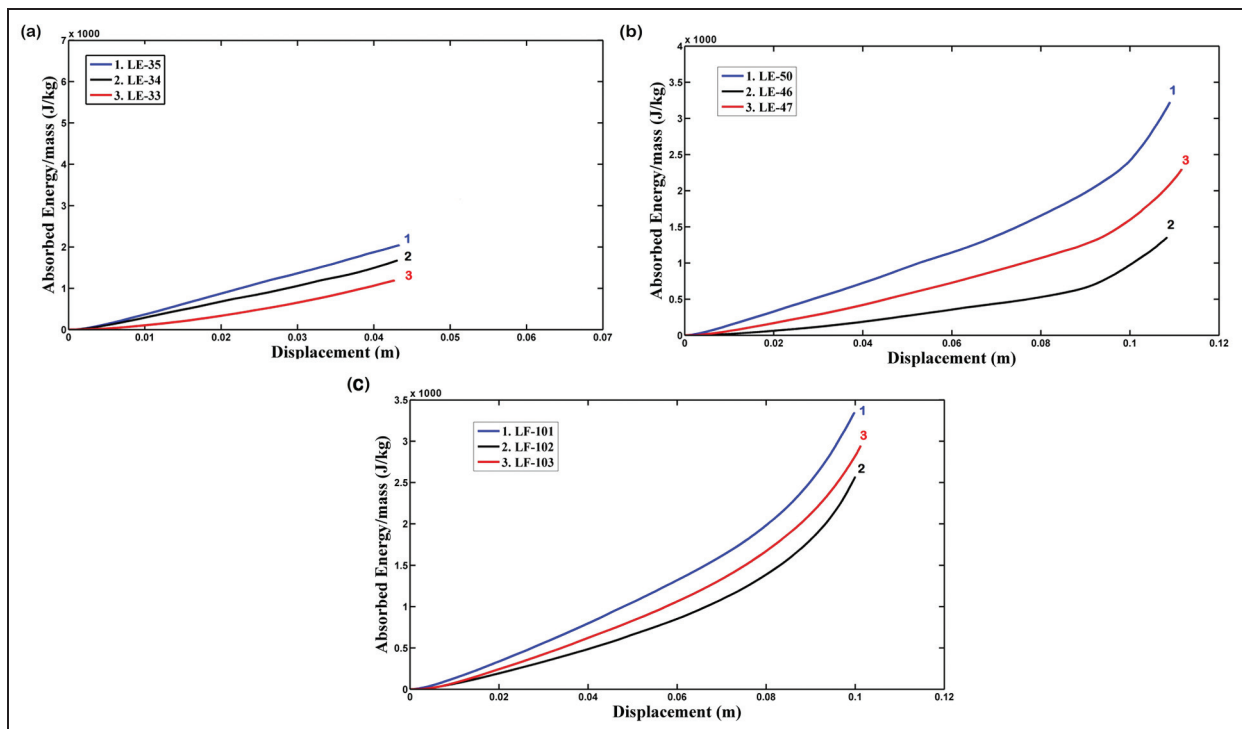 (a)
x 1000
7
6
5
4
3
2
1
0
Absorbed Energy/mass (J/kg)
1. LE-35
2. LE-34
3. LE-33
1
2
3
0 0.01 0.02 0.03 0.04 0.05 0.06 0.07
Displacement (m)
(b)
x 1000
4
3.5
3
2.5
2
1.5
1
0.5
0
Absorbed Energy/mass (J/kg)
1. LE-50
2. LE-46
3. LE-47
1
3
2
0 0.02 0.04 0.06 0.08 0.1 0.12
Displacement (m)
(c)
x 1000
3.5
3
2.5
2
1.5
1
0.5
0
Absorbed Energy/mass (J/kg)
1. LF-101
2. LF-102
3. LF-103
1
3
2
0 0.02 0.04 0.06 0.08 0.1 0.12
Displacement (m)